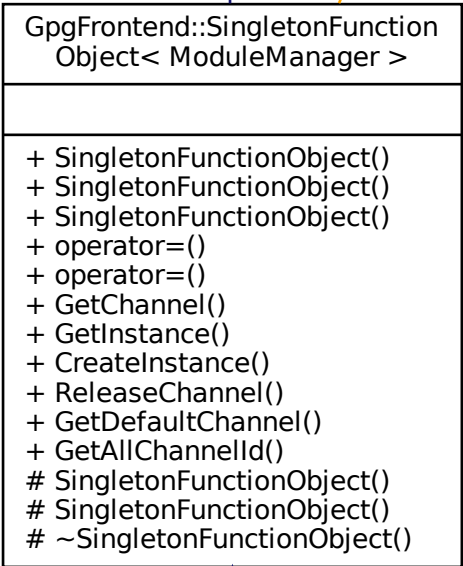 GpgFrontend::SingletonFunction
Object< ModuleManager >
+ SingletonFunctionObject()
+ SingletonFunctionObject()
+ SingletonFunctionObject()
+ operator=()
+ operator=()
+ GetChannel()
+ GetInstance()
+ CreateInstance()
+ ReleaseChannel()
+ GetDefaultChannel()
+ GetAllChannelId()
# SingletonFunctionObject()
# SingletonFunctionObject()
# ~SingletonFunctionObject()